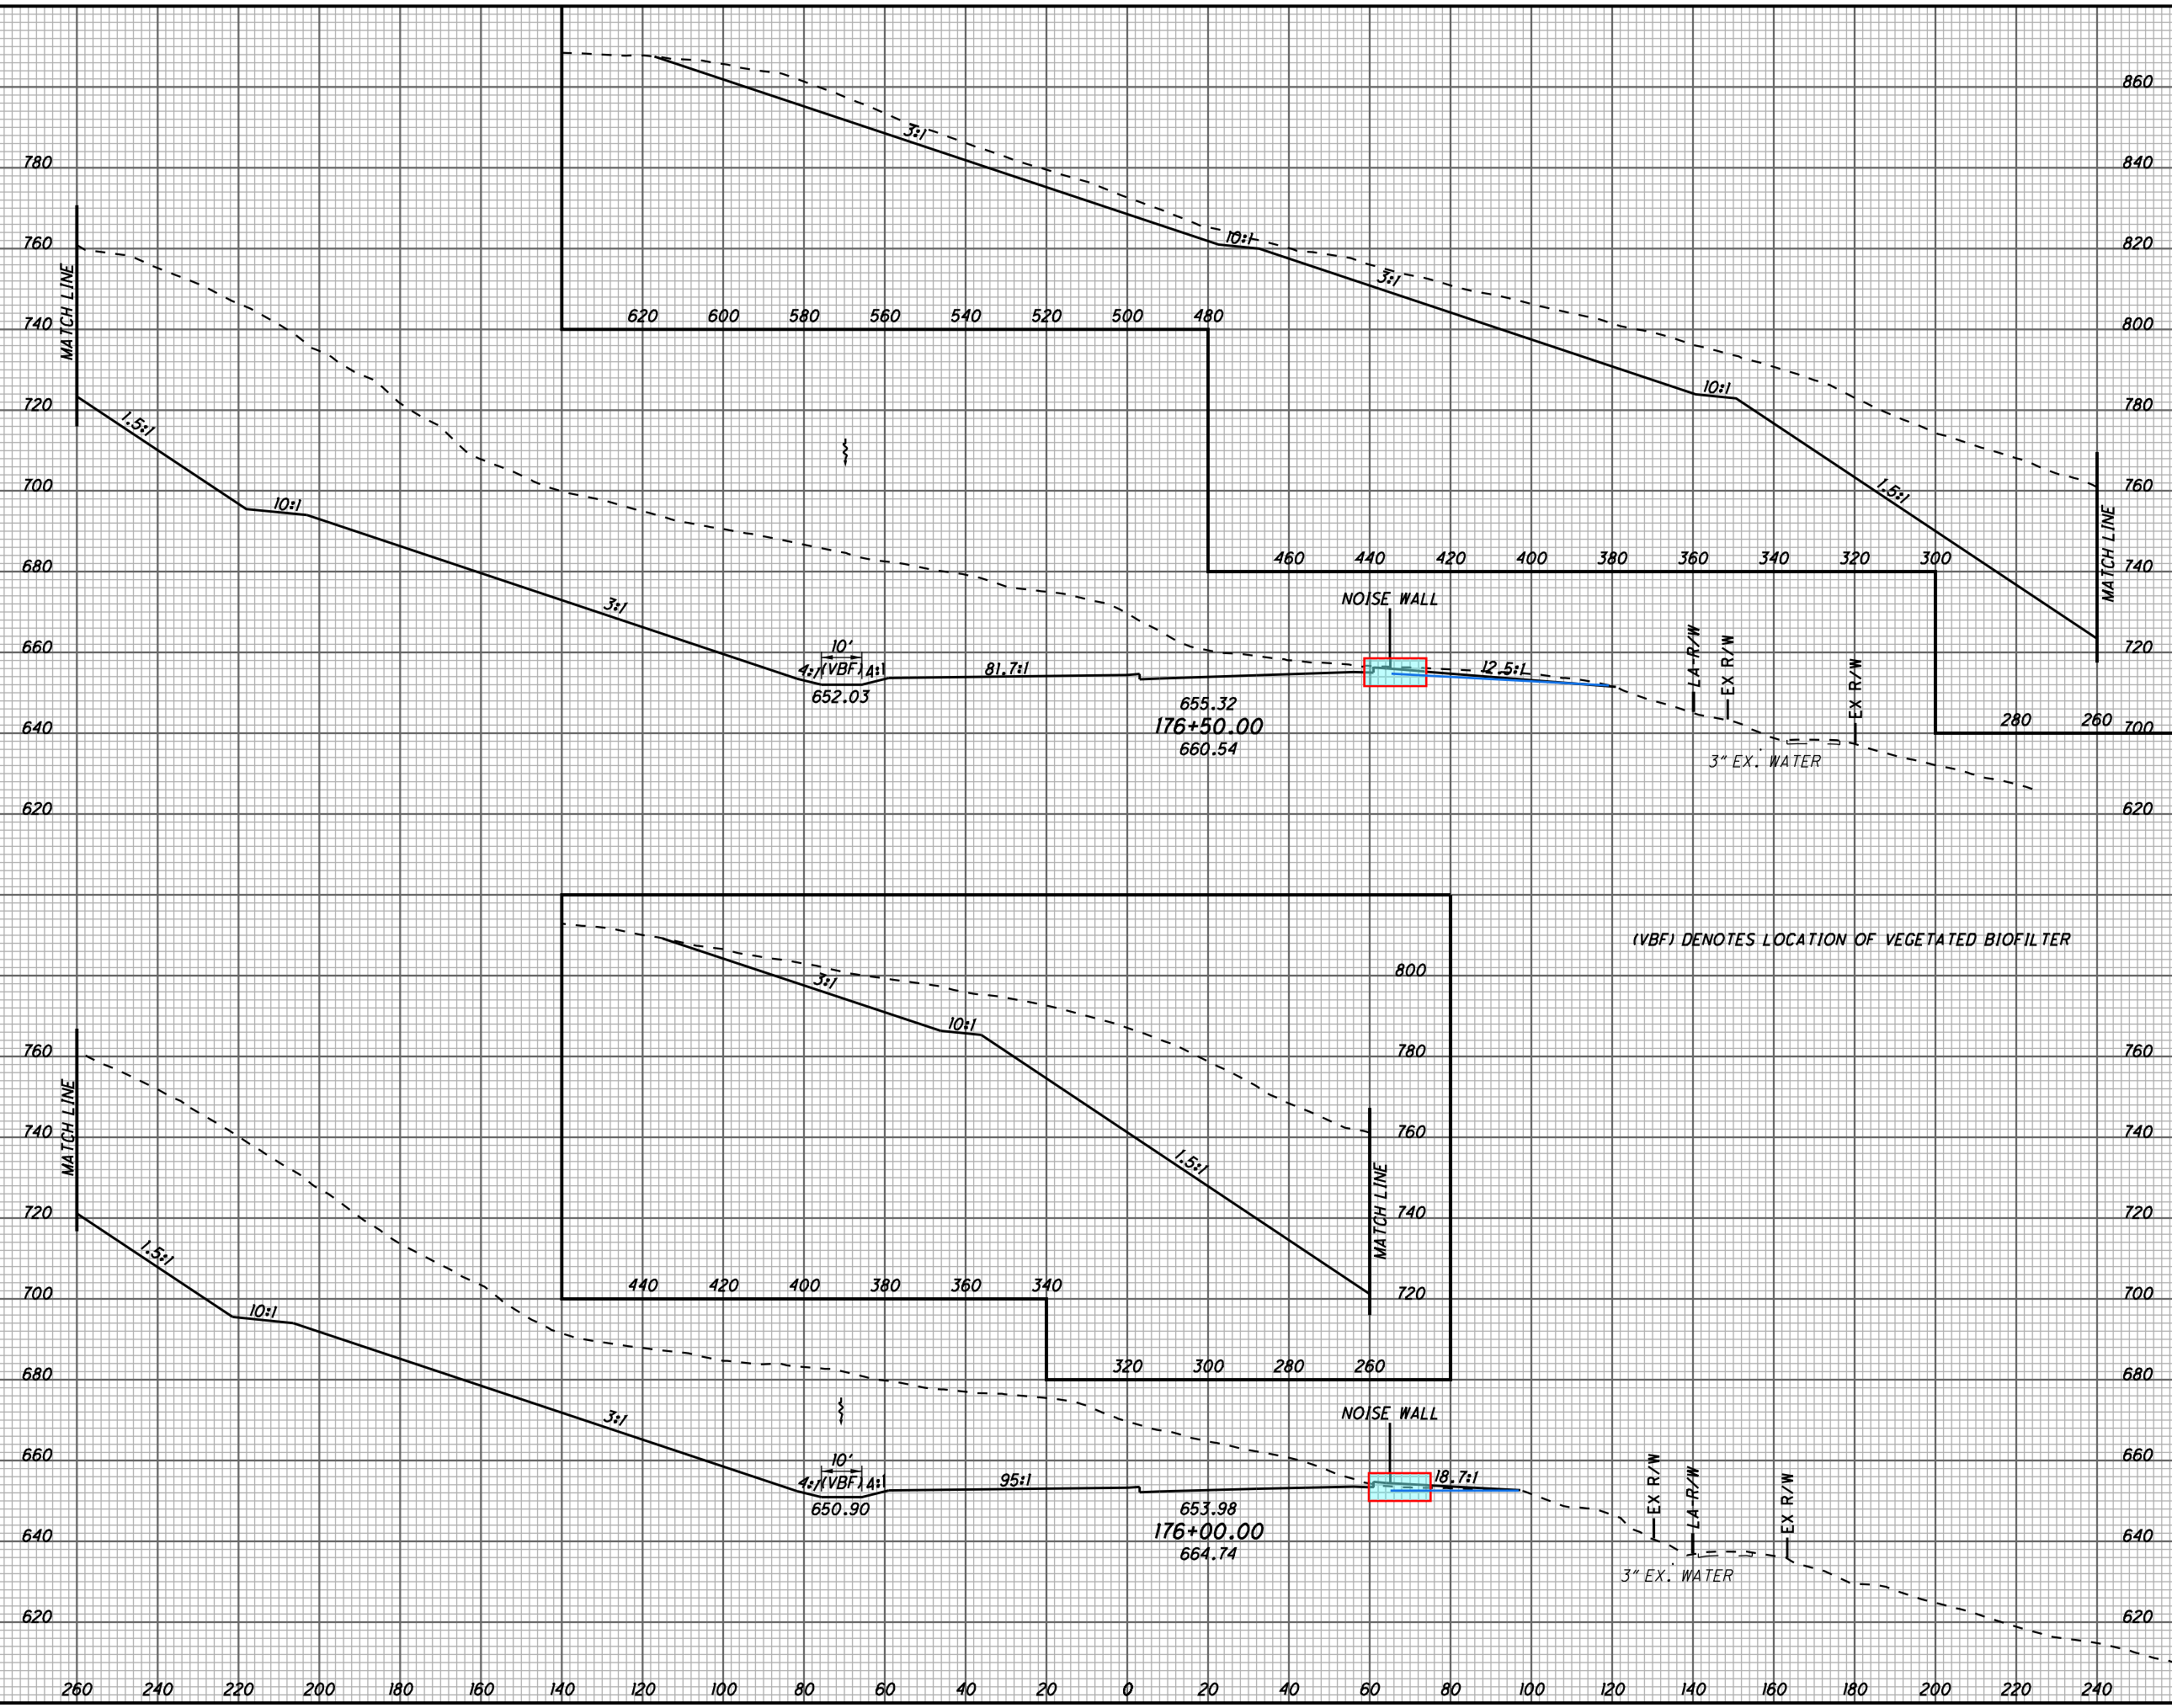 860
3:1
780 840
760 10:1 820
MATCH LINE
3:1
740 620 600 580 560 540 520 500 480 800
10:1
720 1.5:1 780
700 10:1 1.5:1 760
MATCH LINE
680 460 440 420 400 380 360 340 320 300 740
NOISE WALL
3:1
LA-R/W EX R/W EX R/W
660 10' 720
4:1 (VBF) 4:1 81.7:1 12.5:1
652.03 655.32
176+50.00
640 280 260 700
660.54
3" EX. WATER
620 620
(VBF) DENOTES LOCATION OF VEGETATED BIOFILTER
800
3:1
10:1
760 780 760
MATCH LINE
740 760 740
1.5:1
MATCH LINE
720 740 720
1.5:1
700 10:1 440 420 400 380 360 340 720 700
680 320 300 280 260 680
3:1
NOISE WALL
660 10' 660
4:1 (VBF) 4:1 95:1 18.7:1
EX R/W LA-R/W EX R/W
650.90 653.98
176+00.00
640 640
664.74
3" EX. WATER
620 620
260 240 220 200 180 160 140 120 100 80 60 40 20 0 20 40 60 80 100 120 140 160 180 200 220 240